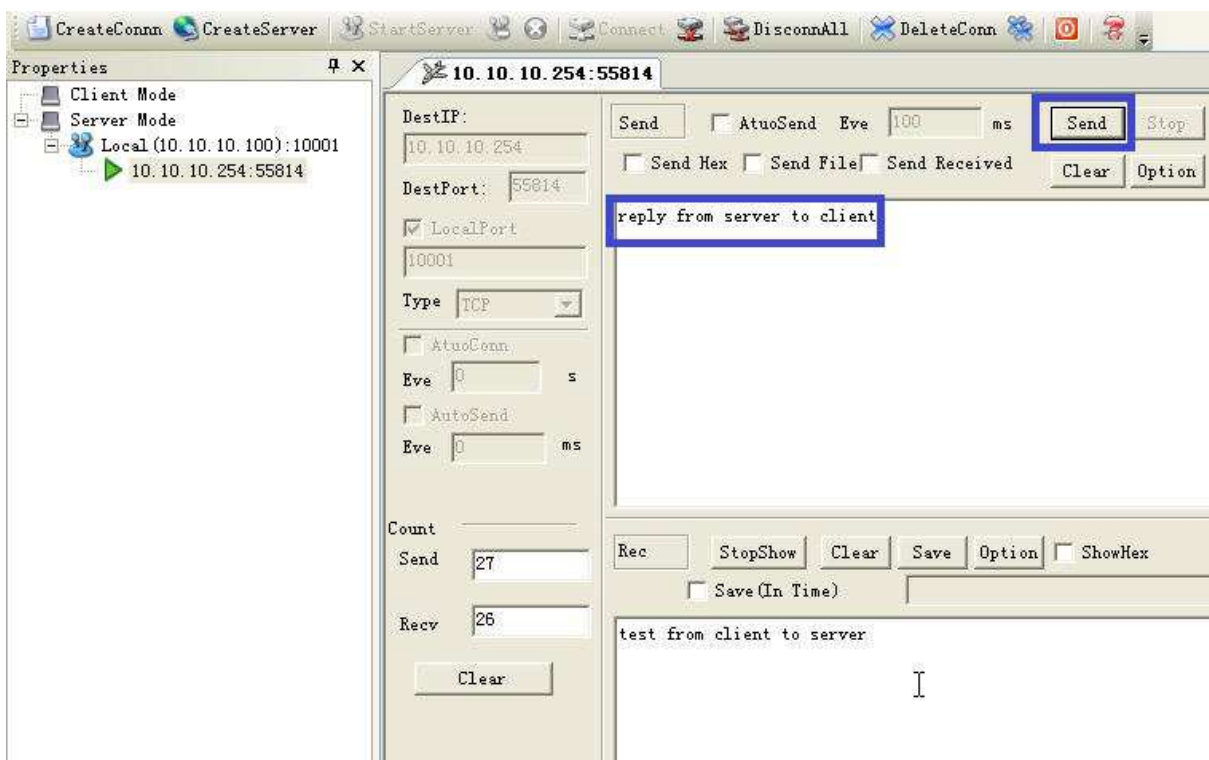 CreateConnn CreateServer StartServer Connect DisconnAll DeleteConn
Properties
Client Mode
Server Mode
Local(10.10.10.100):10001
10.10.10.254:55814
10.10.10.254:55814
DestIP:
10.10.10.254
DestPort: 55814
LocalPort
10001
Type TCP
AtuoConn
Eve 0 s
AutoSend
Eve 0 ms
Count
Send 27
Recv 26
Clear
Send AtuoSend Eve 100 ms Send Stop
Send Hex Send File Send Received Clear Option
reply from server to client
Rec StopShow Clear Save Option ShowHex
Save(In Time)
test from client to server